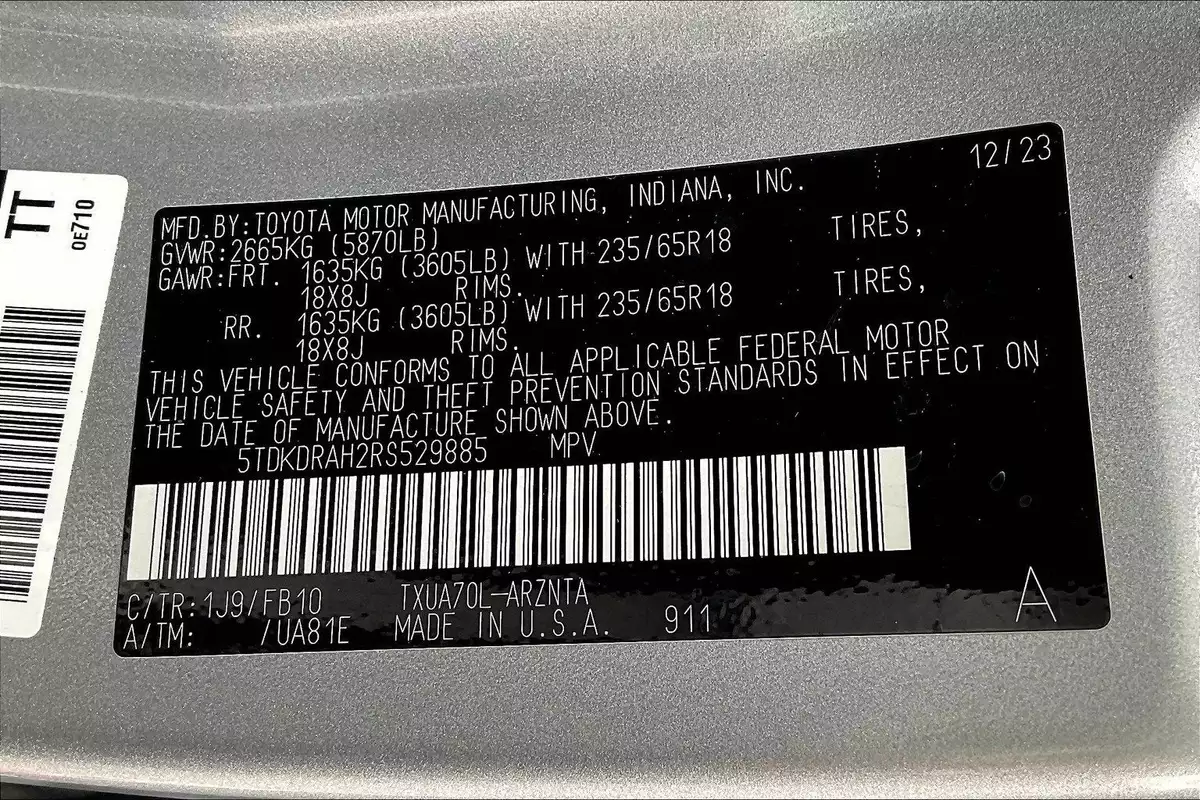 TT
0E710
12/23
MFD.BY:TOYOTA MOTOR MANUFACTURING, INDIANA, INC.
GVWR:2665KG (5870LB)
GAWR:FRT. 1635KG (3605LB) WITH 235/65R18 TIRES,
18X8J RIMS.
RR. 1635KG (3605LB) WITH 235/65R18 TIRES,
18X8J RIMS.
THIS VEHICLE CONFORMS TO ALL APPLICABLE FEDERAL MOTOR
VEHICLE SAFETY AND THEFT PREVENTION STANDARDS IN EFFECT ON
THE DATE OF MANUFACTURE SHOWN ABOVE.
5TDKDRAH2RS529885 MPV
C/TR:1J9/FB10 TXUA70L-ARZNTA
A/TM: /UA81E MADE IN U.S.A. 911
A